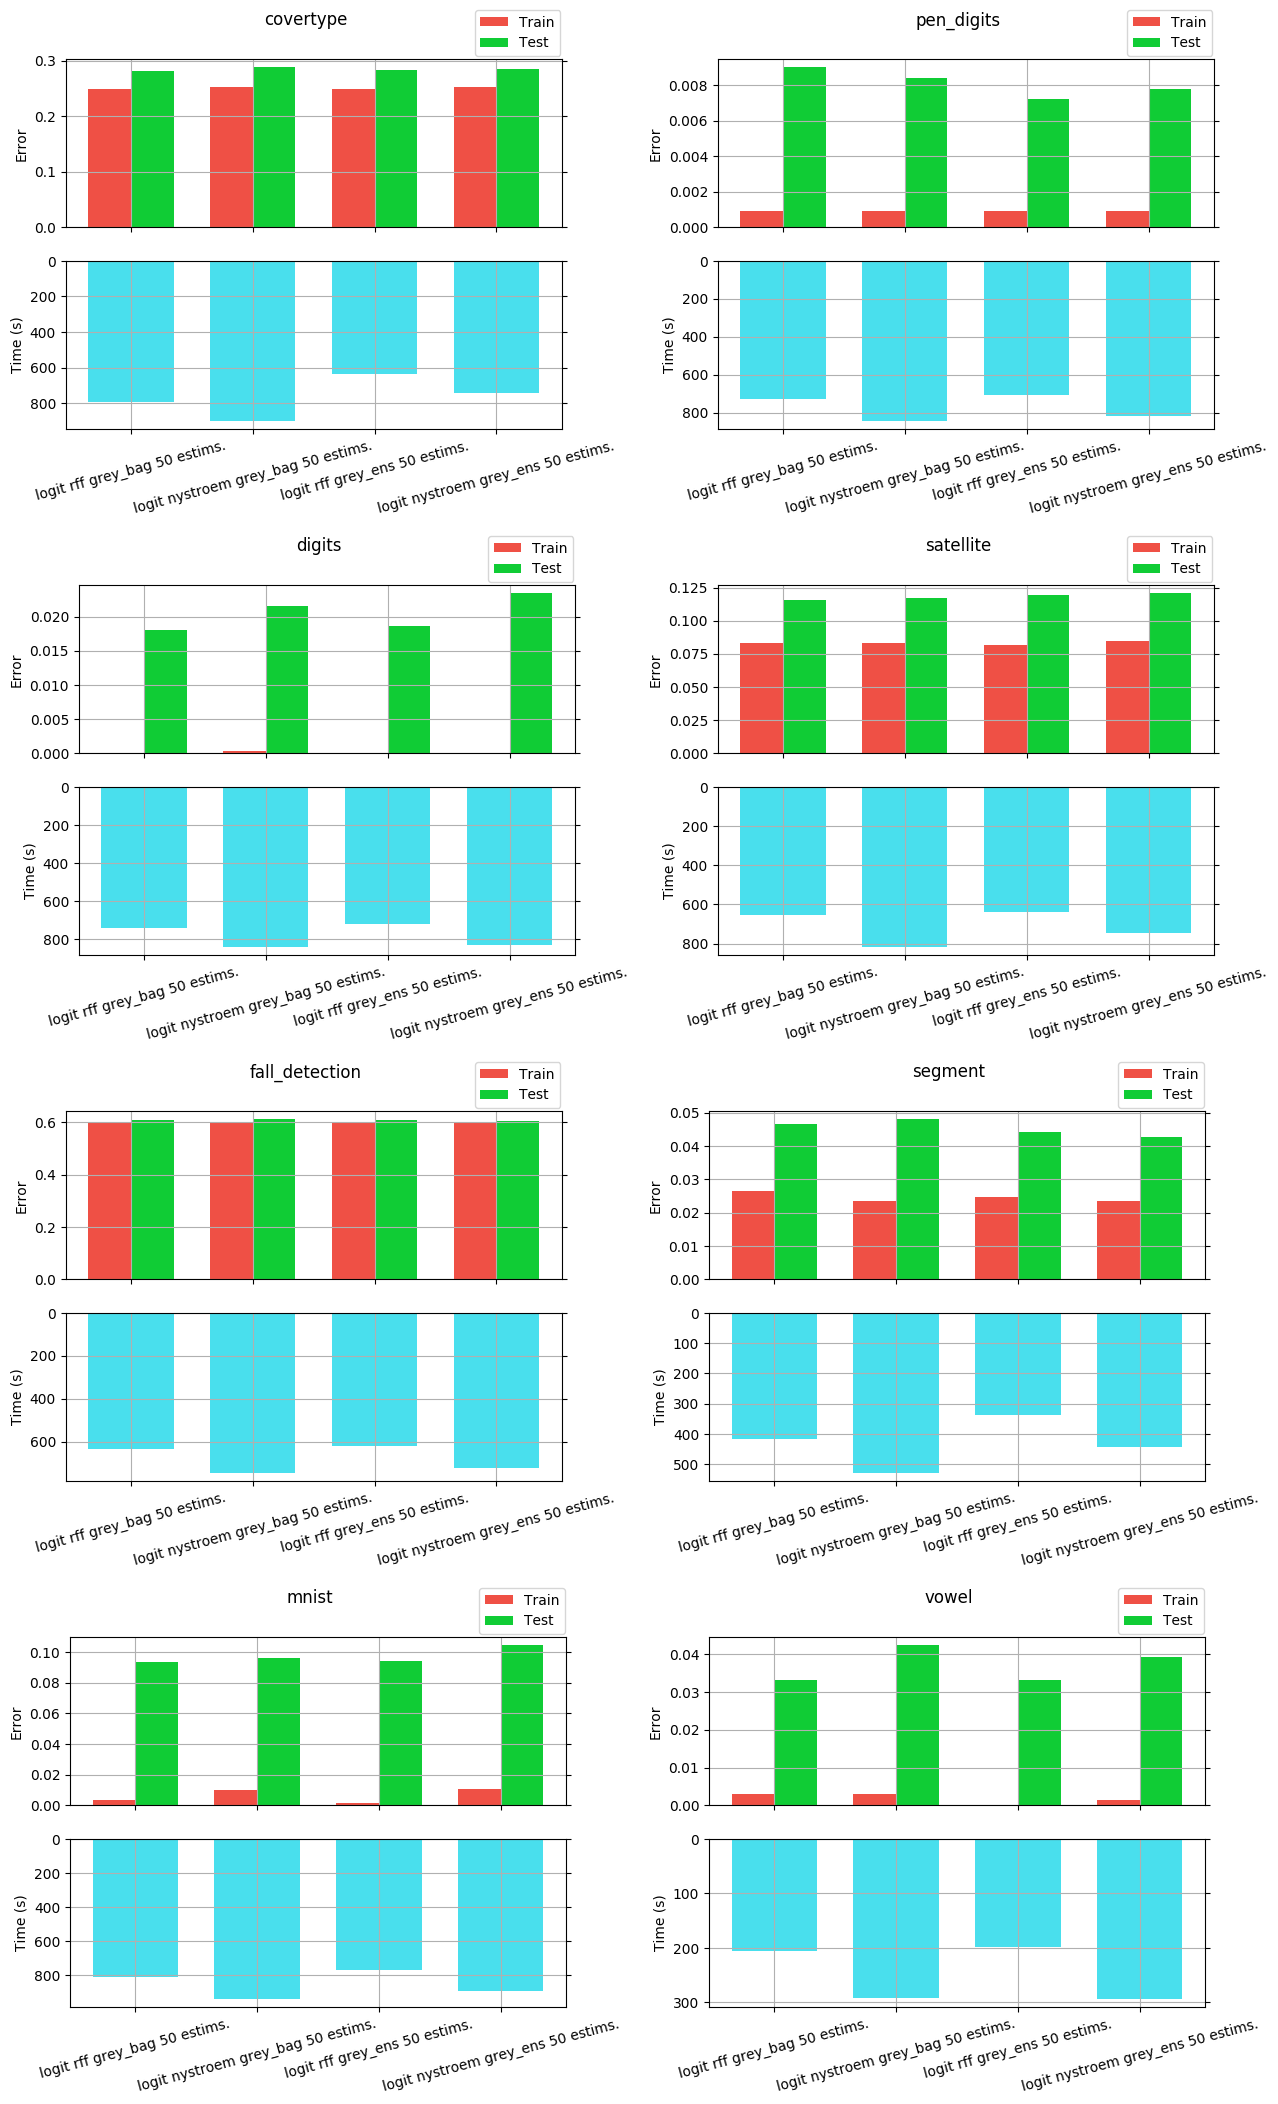 covertype
Train
Test
0.3
0.2
0.1
0.0
Error
0
200
400
600
800
Time (s)
logit rff grey_bag 50 estims.
logit nystroem grey_bag 50 estims.
logit rff grey_ens 50 estims.
logit nystroem grey_ens 50 estims.
pen_digits
Train
Test
0.008
0.006
0.004
0.002
0.000
Error
0
200
400
600
800
Time (s)
logit rff grey_bag 50 estims.
logit nystroem grey_bag 50 estims.
logit rff grey_ens 50 estims.
logit nystroem grey_ens 50 estims.
digits
Train
Test
0.020
0.015
0.010
0.005
0.000
Error
0
200
400
600
800
Time (s)
logit rff grey_bag 50 estims.
logit nystroem grey_bag 50 estims.
logit rff grey_ens 50 estims.
logit nystroem grey_ens 50 estims.
satellite
Train
Test
0.125
0.100
0.075
0.050
0.025
0.000
Error
0
200
400
600
800
Time (s)
logit rff grey_bag 50 estims.
logit nystroem grey_bag 50 estims.
logit rff grey_ens 50 estims.
logit nystroem grey_ens 50 estims.
fall_detection
Train
Test
0.6
0.4
0.2
0.0
Error
0
200
400
600
Time (s)
logit rff grey_bag 50 estims.
logit nystroem grey_bag 50 estims.
logit rff grey_ens 50 estims.
logit nystroem grey_ens 50 estims.
segment
Train
Test
0.05
0.04
0.03
0.02
0.01
0.00
Error
0
100
200
300
400
500
Time (s)
logit rff grey_bag 50 estims.
logit nystroem grey_bag 50 estims.
logit rff grey_ens 50 estims.
logit nystroem grey_ens 50 estims.
mnist
Train
Test
0.10
0.08
0.06
0.04
0.02
0.00
Error
0
200
400
600
800
Time (s)
logit rff grey_bag 50 estims.
logit nystroem grey_bag 50 estims.
logit rff grey_ens 50 estims.
logit nystroem grey_ens 50 estims.
vowel
Train
Test
0.04
0.03
0.02
0.01
0.00
Error
0
100
200
300
Time (s)
logit rff grey_bag 50 estims.
logit nystroem grey_bag 50 estims.
logit rff grey_ens 50 estims.
logit nystroem grey_ens 50 estims.